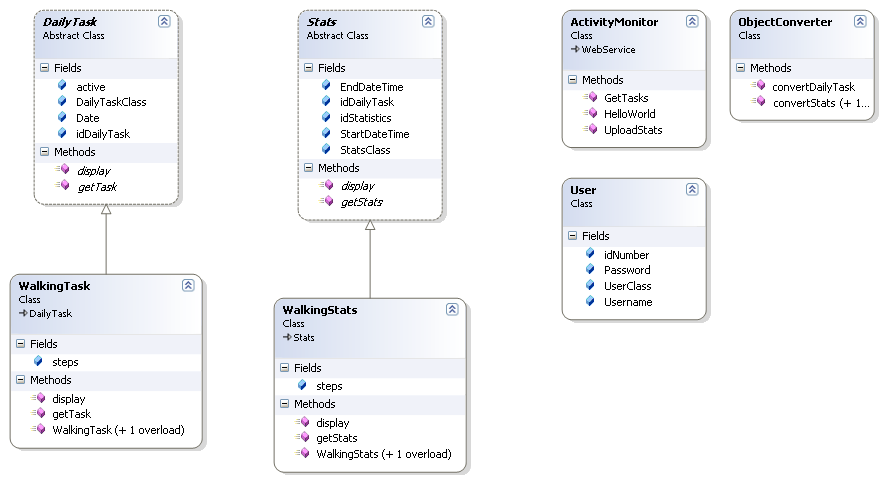 DailyTask
Abstract Class
Fields
active
DailyTaskClass
Date
idDailyTask
Methods
display
getTask
Stats
Abstract Class
Fields
EndDateTime
idDailyTask
idStatistics
StartDateTime
StatsClass
Methods
display
getStats
ActivityMonitor
Class
WebService
Methods
GetTasks
HelloWorld
UploadStats
ObjectConverter
Class
Methods
convertDailyTask
convertStats (+ 1...
User
Class
Fields
idNumber
Password
UserClass
Username
WalkingTask
Class
DailyTask
Fields
steps
Methods
display
getTask
WalkingTask (+ 1 overload)
WalkingStats
Class
Stats
Fields
steps
Methods
display
getStats
WalkingStats (+ 1 overload)